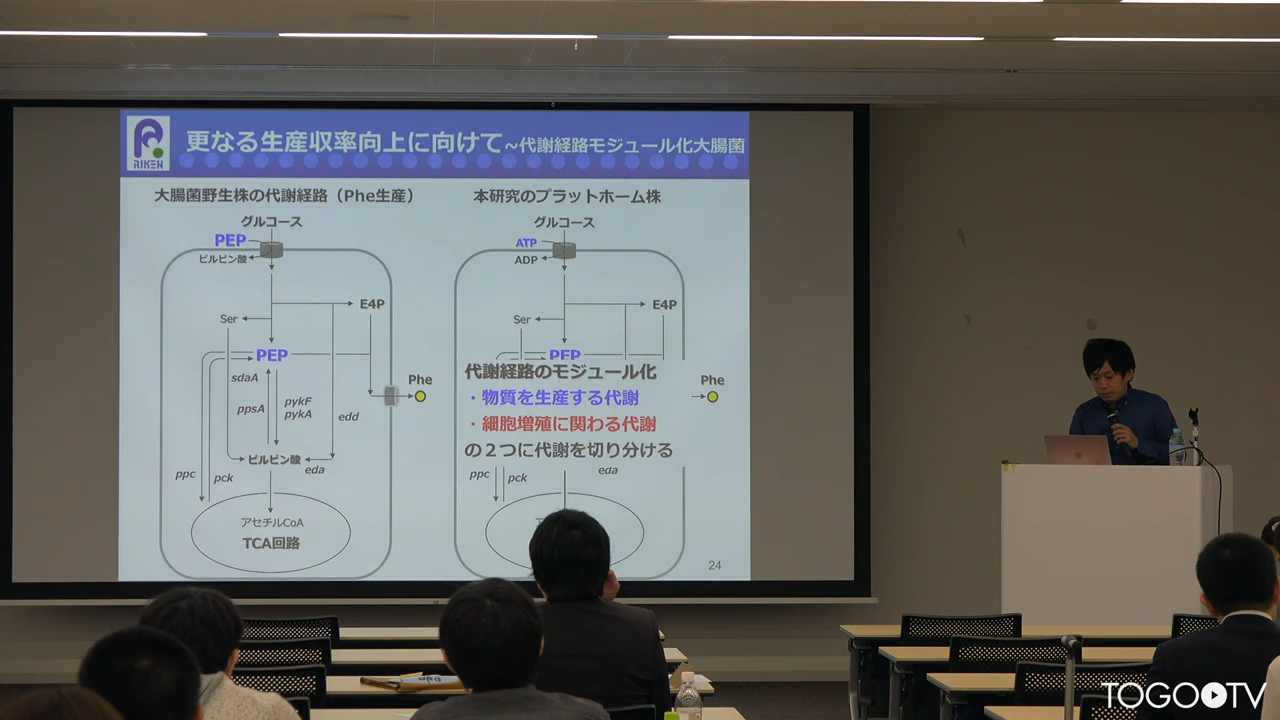 RIKEN
更なる生産収率向上に向けて~代謝経路モジュール化大腸菌
大腸菌野生株の代謝経路（Phe生産）
グルコース
PEP
ピルビン酸
E4P
Ser
PEP
sdaA
ppsA
pykF
pykA
edd
Phe
ピルビン酸
eda
ppc
pck
アセチルCoA
TCA回路
本研究のプラットホーム株
グルコース
ATP
ADP
E4P
Ser
PEP
代謝経路のモジュール化
・物質を生産する代謝
・細胞増殖に関わる代謝
の２つに代謝を切り分ける
Phe
eda
ppc
pck
24
TOGO TV